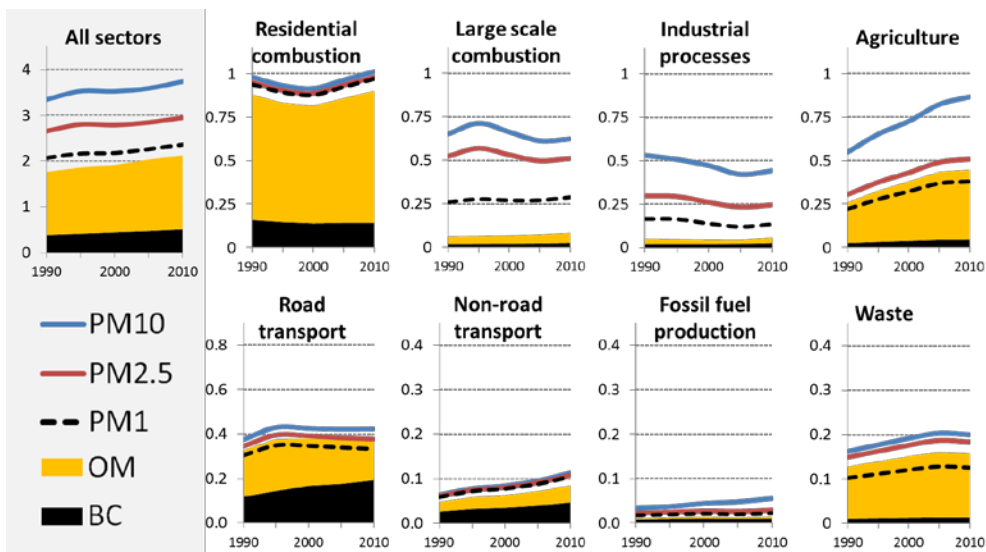 All sectors
4
3
2
1
0
1990 2000 2010
Residential
combustion
1
0.75
0.5
0.25
0
1990 2000 2010
Large scale
combustion
1
0.75
0.5
0.25
0
1990 2000 2010
Industrial
processes
1
0.75
0.5
0.25
0
1990 2000 2010
Agriculture
1
0.75
0.5
0.25
0
1990 2000 2010
PM10
PM2.5
PM1
OM
BC
Road
transport
0.8
0.6
0.4
0.2
0
1990 2000 2010
Non-road
transport
0.4
0.3
0.2
0.1
0
1990 2000 2010
Fossil fuel
production
0.4
0.3
0.2
0.1
0
1990 2000 2010
Waste
0.4
0.3
0.2
0.1
0
1990 2000 2010